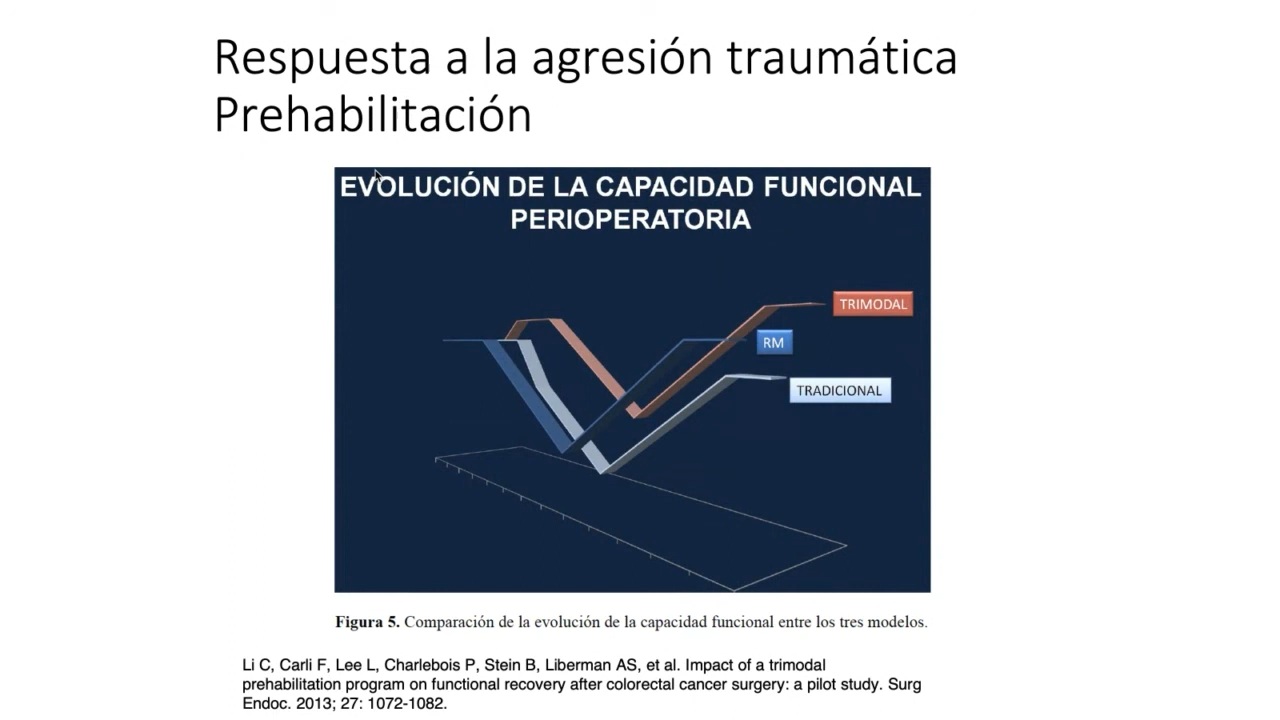 Respuesta a la agresión traumática
Prehabilitación
EVOLUCIÓN DE LA CAPACIDAD FUNCIONAL
PERIOPERATORIA
TRIMODAL
RM
TRADICIONAL
Figura 5. Comparación de la evolución de la capacidad funcional entre los tres modelos.
Li C, Carli F, Lee L, Charlebois P, Stein B, Liberman AS, et al. Impact of a trimodal
prehabilitation program on functional recovery after colorectal cancer surgery: a pilot study. Surg
Endoc. 2013; 27: 1072-1082.